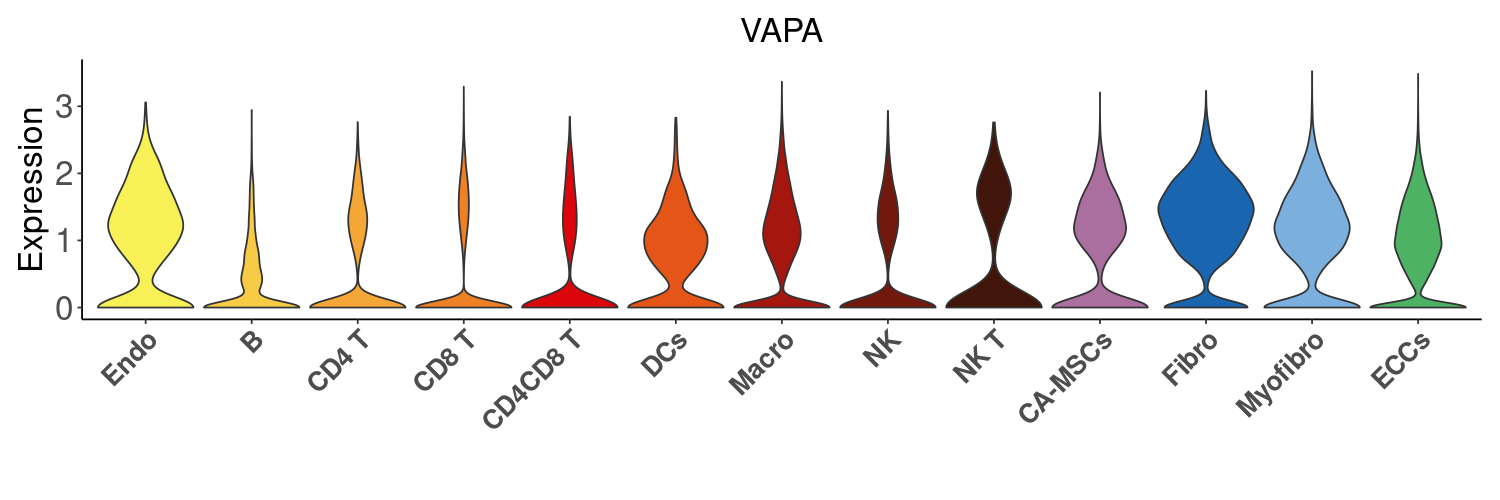 VAPA
Expression
3
2
1
0
Endo
B
CD4 T
CD8 T
CD4CD8 T
DCs
Macro
NK
NK T
CA-MSCs
Fibro
Myofibro
ECCs